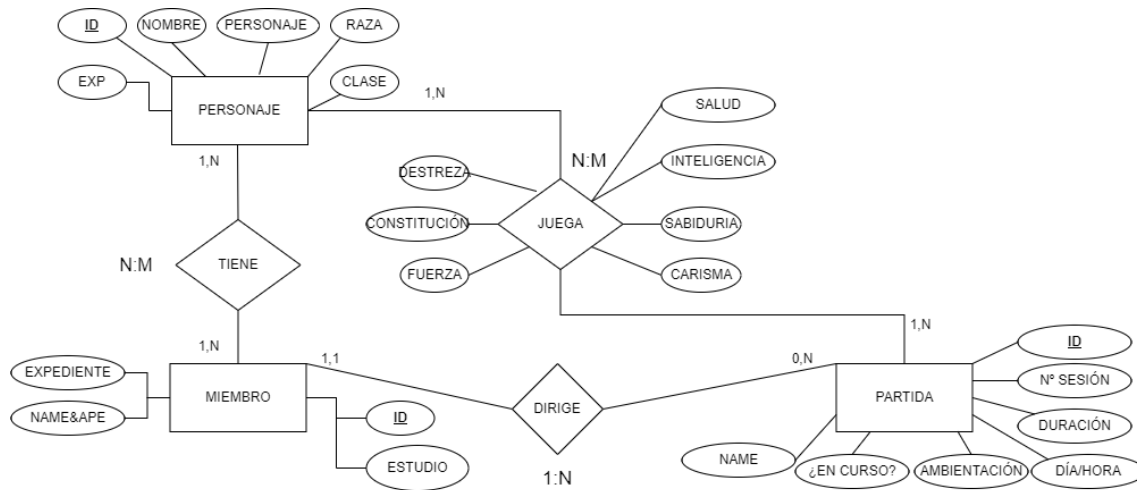 ID
NOMBRE
PERSONAJE
RAZA
EXP
CLASE
PERSONAJE
1,N
SALUD
1,N
N:M
INTELIGENCIA
DESTREZA
CONSTITUCIÓN
JUEGA
SABIDURIA
N:M
TIENE
FUERZA
CARISMA
1,N
1,1
0,N
1,N
ID
EXPEDIENTE
Nº SESIÓN
MIEMBRO
DIRIGE
PARTIDA
NAME&APE
ID
DURACIÓN
ESTUDIO
NAME
¿EN CURSO?
AMBIENTACIÓN
DÍA/HORA
1:N